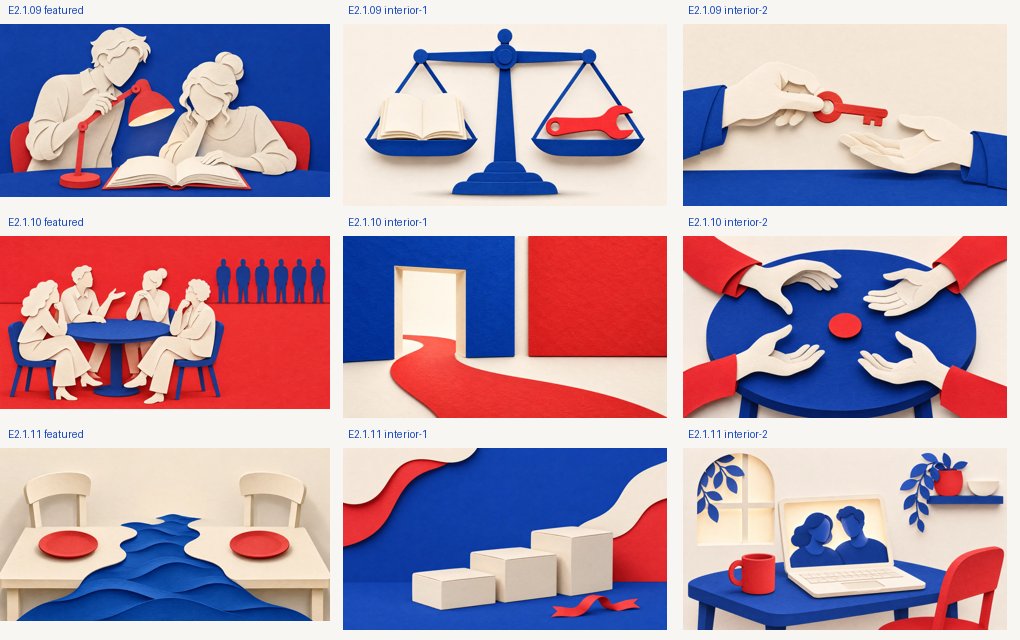 E2.1.09 featured
E2.1.09 interior-1
E2.1.09 interior-2
E2.1.10 featured
E2.1.10 interior-1
E2.1.10 interior-2
E2.1.11 featured
E2.1.11 interior-1
E2.1.11 interior-2